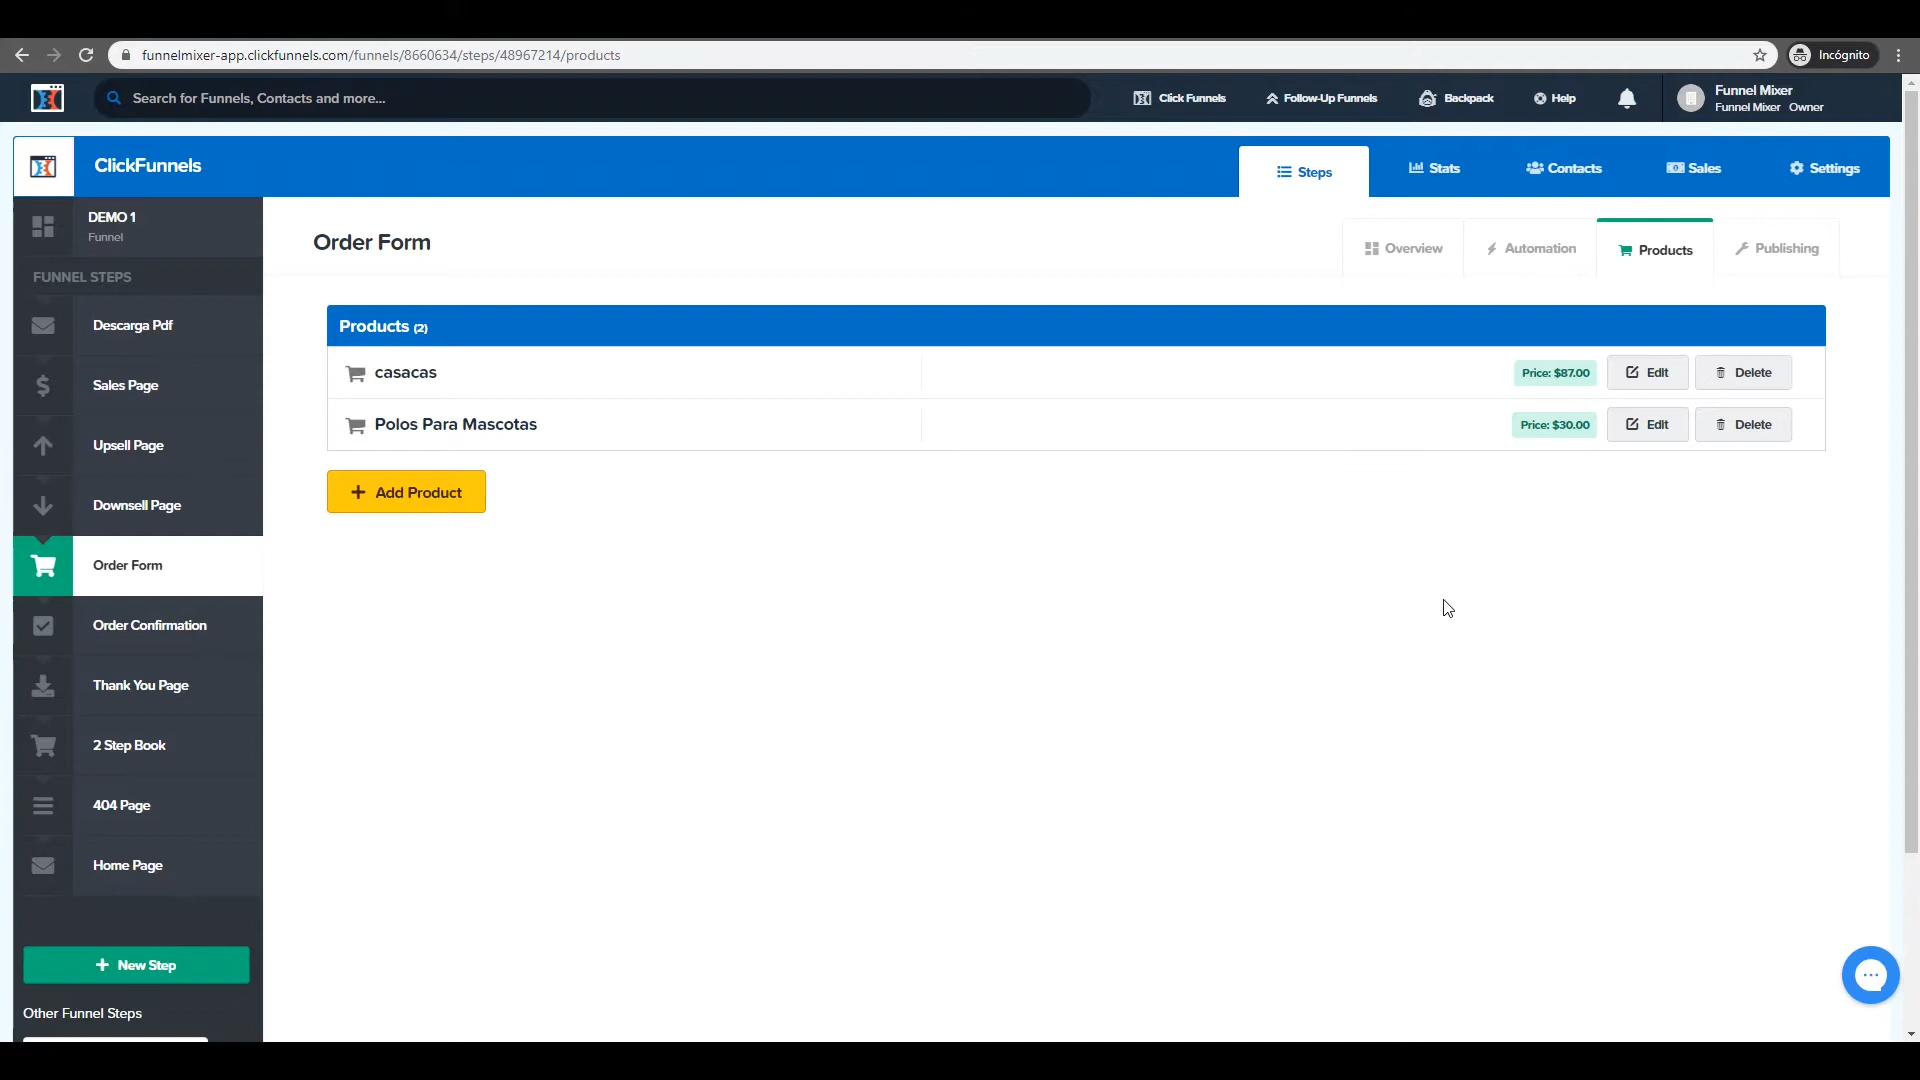 funnelmixer-app.clickfunnels.com/funnels/8660634/steps/48967214/products
Incógnito
Search for Funnels, Contacts and more...
Click Funnels
Follow-Up Funnels
Backpack
Help
Funnel Mixer
Funnel Mixer Owner
ClickFunnels
Steps
Stats
Contacts
Sales
Settings
DEMO 1
Funnel
Order Form
Overview
Automation
Products
Publishing
FUNNEL STEPS
Descarga Pdf
Sales Page
Upsell Page
Downsell Page
Order Form
Order Confirmation
Thank You Page
2 Step Book
404 Page
Home Page
New Step
Other Funnel Steps
Products (2)
casacas
Price: $87.00
Edit
Delete
Polos Para Mascotas
Price: $30.00
Edit
Delete
Add Product